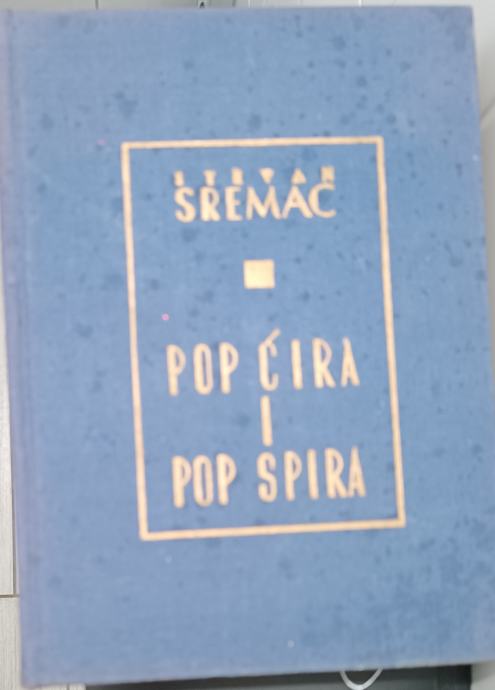 STEVAN
SREMAC
POP ĆIRA
I
POP SPIRA